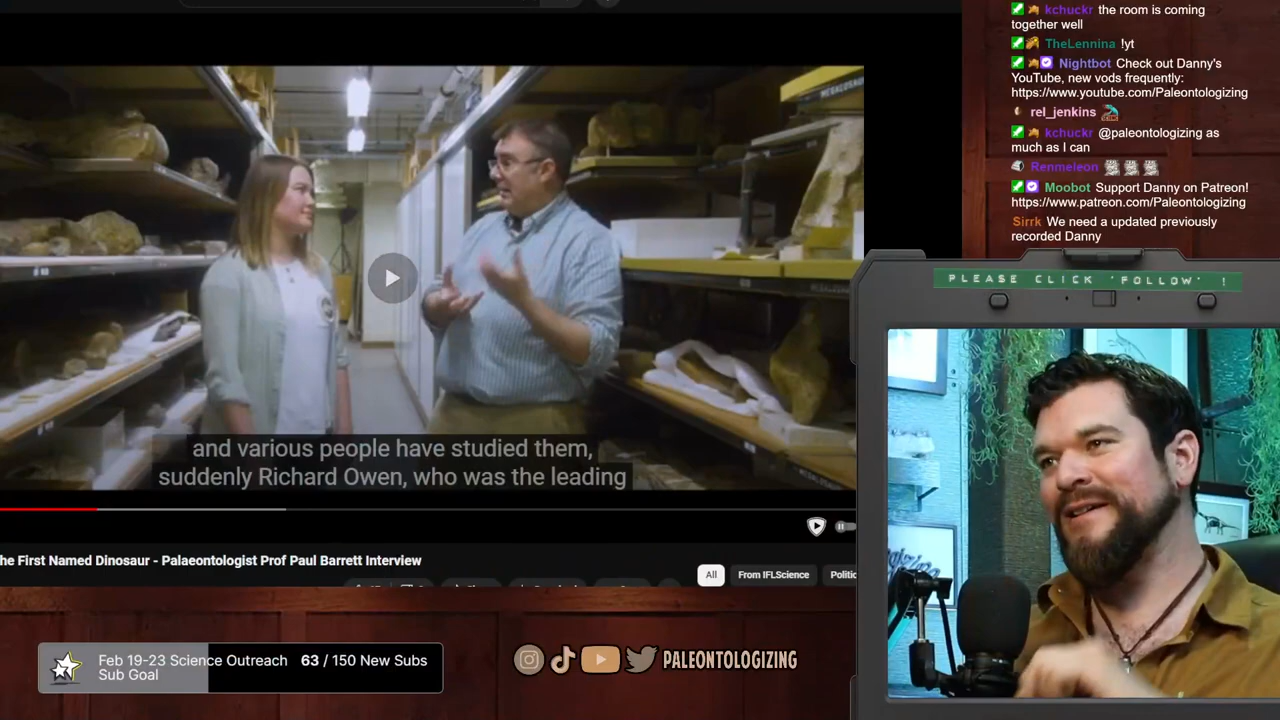 kchuckr the room is coming
together well
TheLennina !yt
Nightbot Check out Danny's
YouTube, new vods frequently:
https://www.youtube.com/Paleontologizing
rel_jenkins
kchuckr @paleontologizing as
much as I can
Renmeleon
Moobot Support Danny on Patreon!
https://www.patreon.com/Paleontologizing
Sirrk We need a updated previously
recorded Danny
PLEASE CLICK "FOLLOW" !
and various people have studied them,
suddenly Richard Owen, who was the leading
he First Named Dinosaur - Palaeontologist Prof Paul Barrett Interview
All From IFLScience Politic
Feb 19-23 Science Outreach 63 / 150 New Subs
Sub Goal
PALEONTOLOGIZING